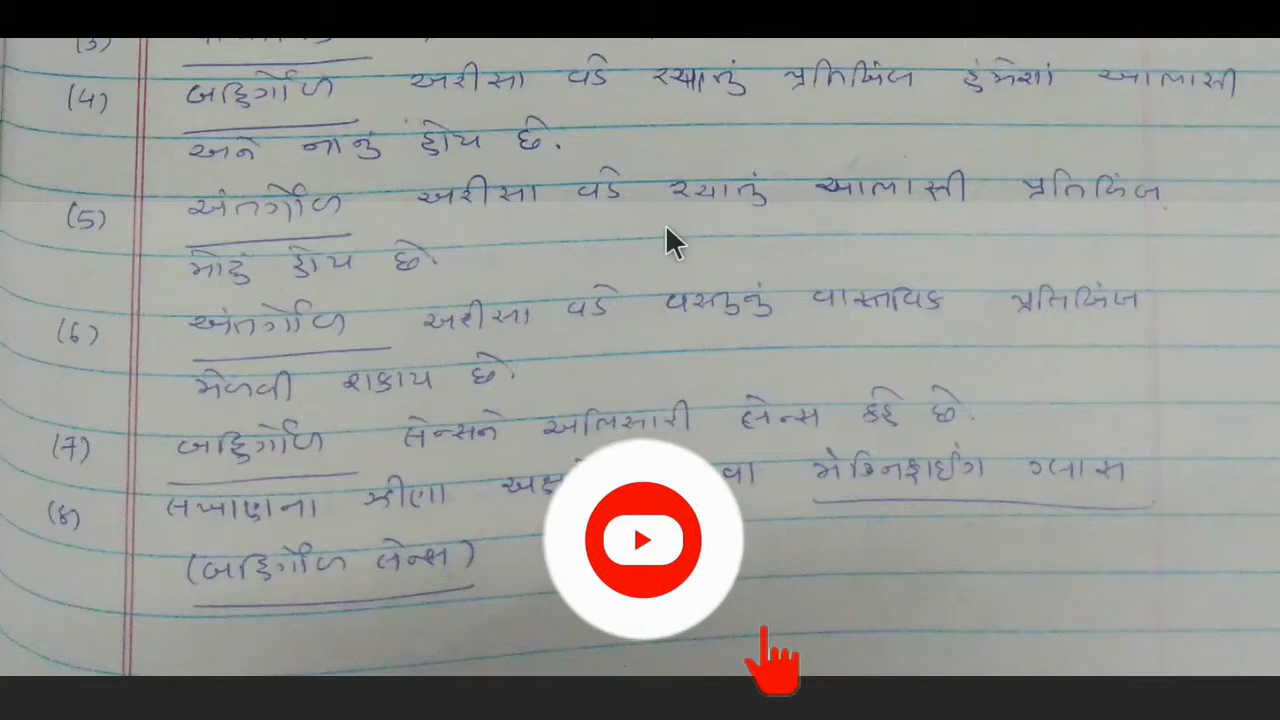 (3)
(4) બહિર્ગોળ અરીસા વડે રચાતું પ્રતિબિંબ હંમેશાં આભાસી
અને નાનું હોય છે.
(5) અંતર્ગોળ અરીસા વડે રચાતું આભાસી પ્રતિબિંબ
મોટું હોય છે.
(6) અંતર્ગોળ અરીસા વડે વસ્તુનું વાસ્તવિક પ્રતિબિંબ
મેળવી શકાય છે.
(7) બહિર્ગોળ લેન્સને અભિસારી લેન્સ કહે છે.
(8) લખાણના ઝીણા વા મેગ્નિફાઈંગ ગ્લાસ
(બહિર્ગોળ લેન્સ)